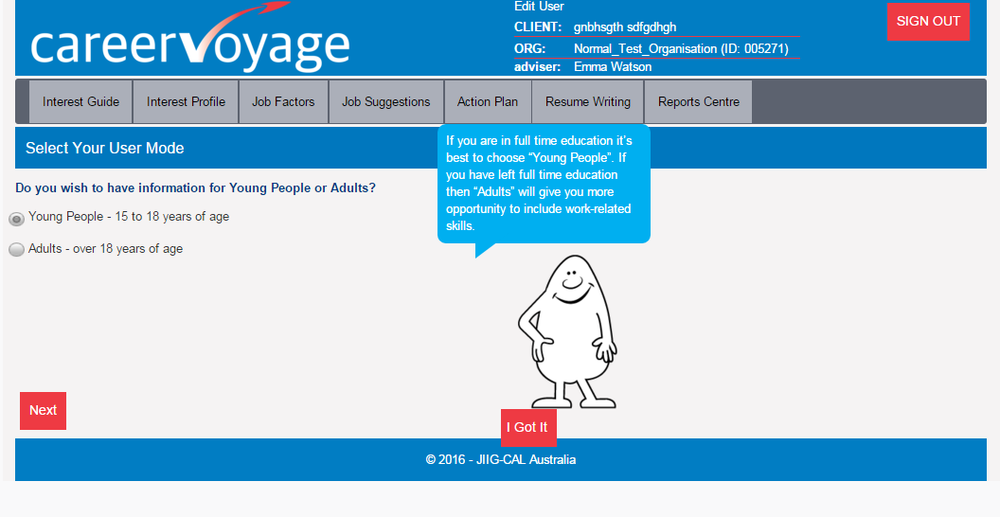 Edit User
careervoyage
CLIENT: gnbhsgth sdfgdhgh
SIGN OUT
ORG: Normal_Test_Organisation (ID: 005271)
adviser: Emma Watson
Interest Guide Interest Profile Job Factors Job Suggestions Action Plan Resume Writing Reports Centre
Select Your User Mode
If you are in full time education it's
best to choose “Young People”. If
you have left full time education
then “Adults” will give you more
opportunity to include work-related
skills.
Do you wish to have information for Young People or Adults?
Young People - 15 to 18 years of age
Adults - over 18 years of age
Next
I Got It
© 2016 - JIIG-CAL Australia